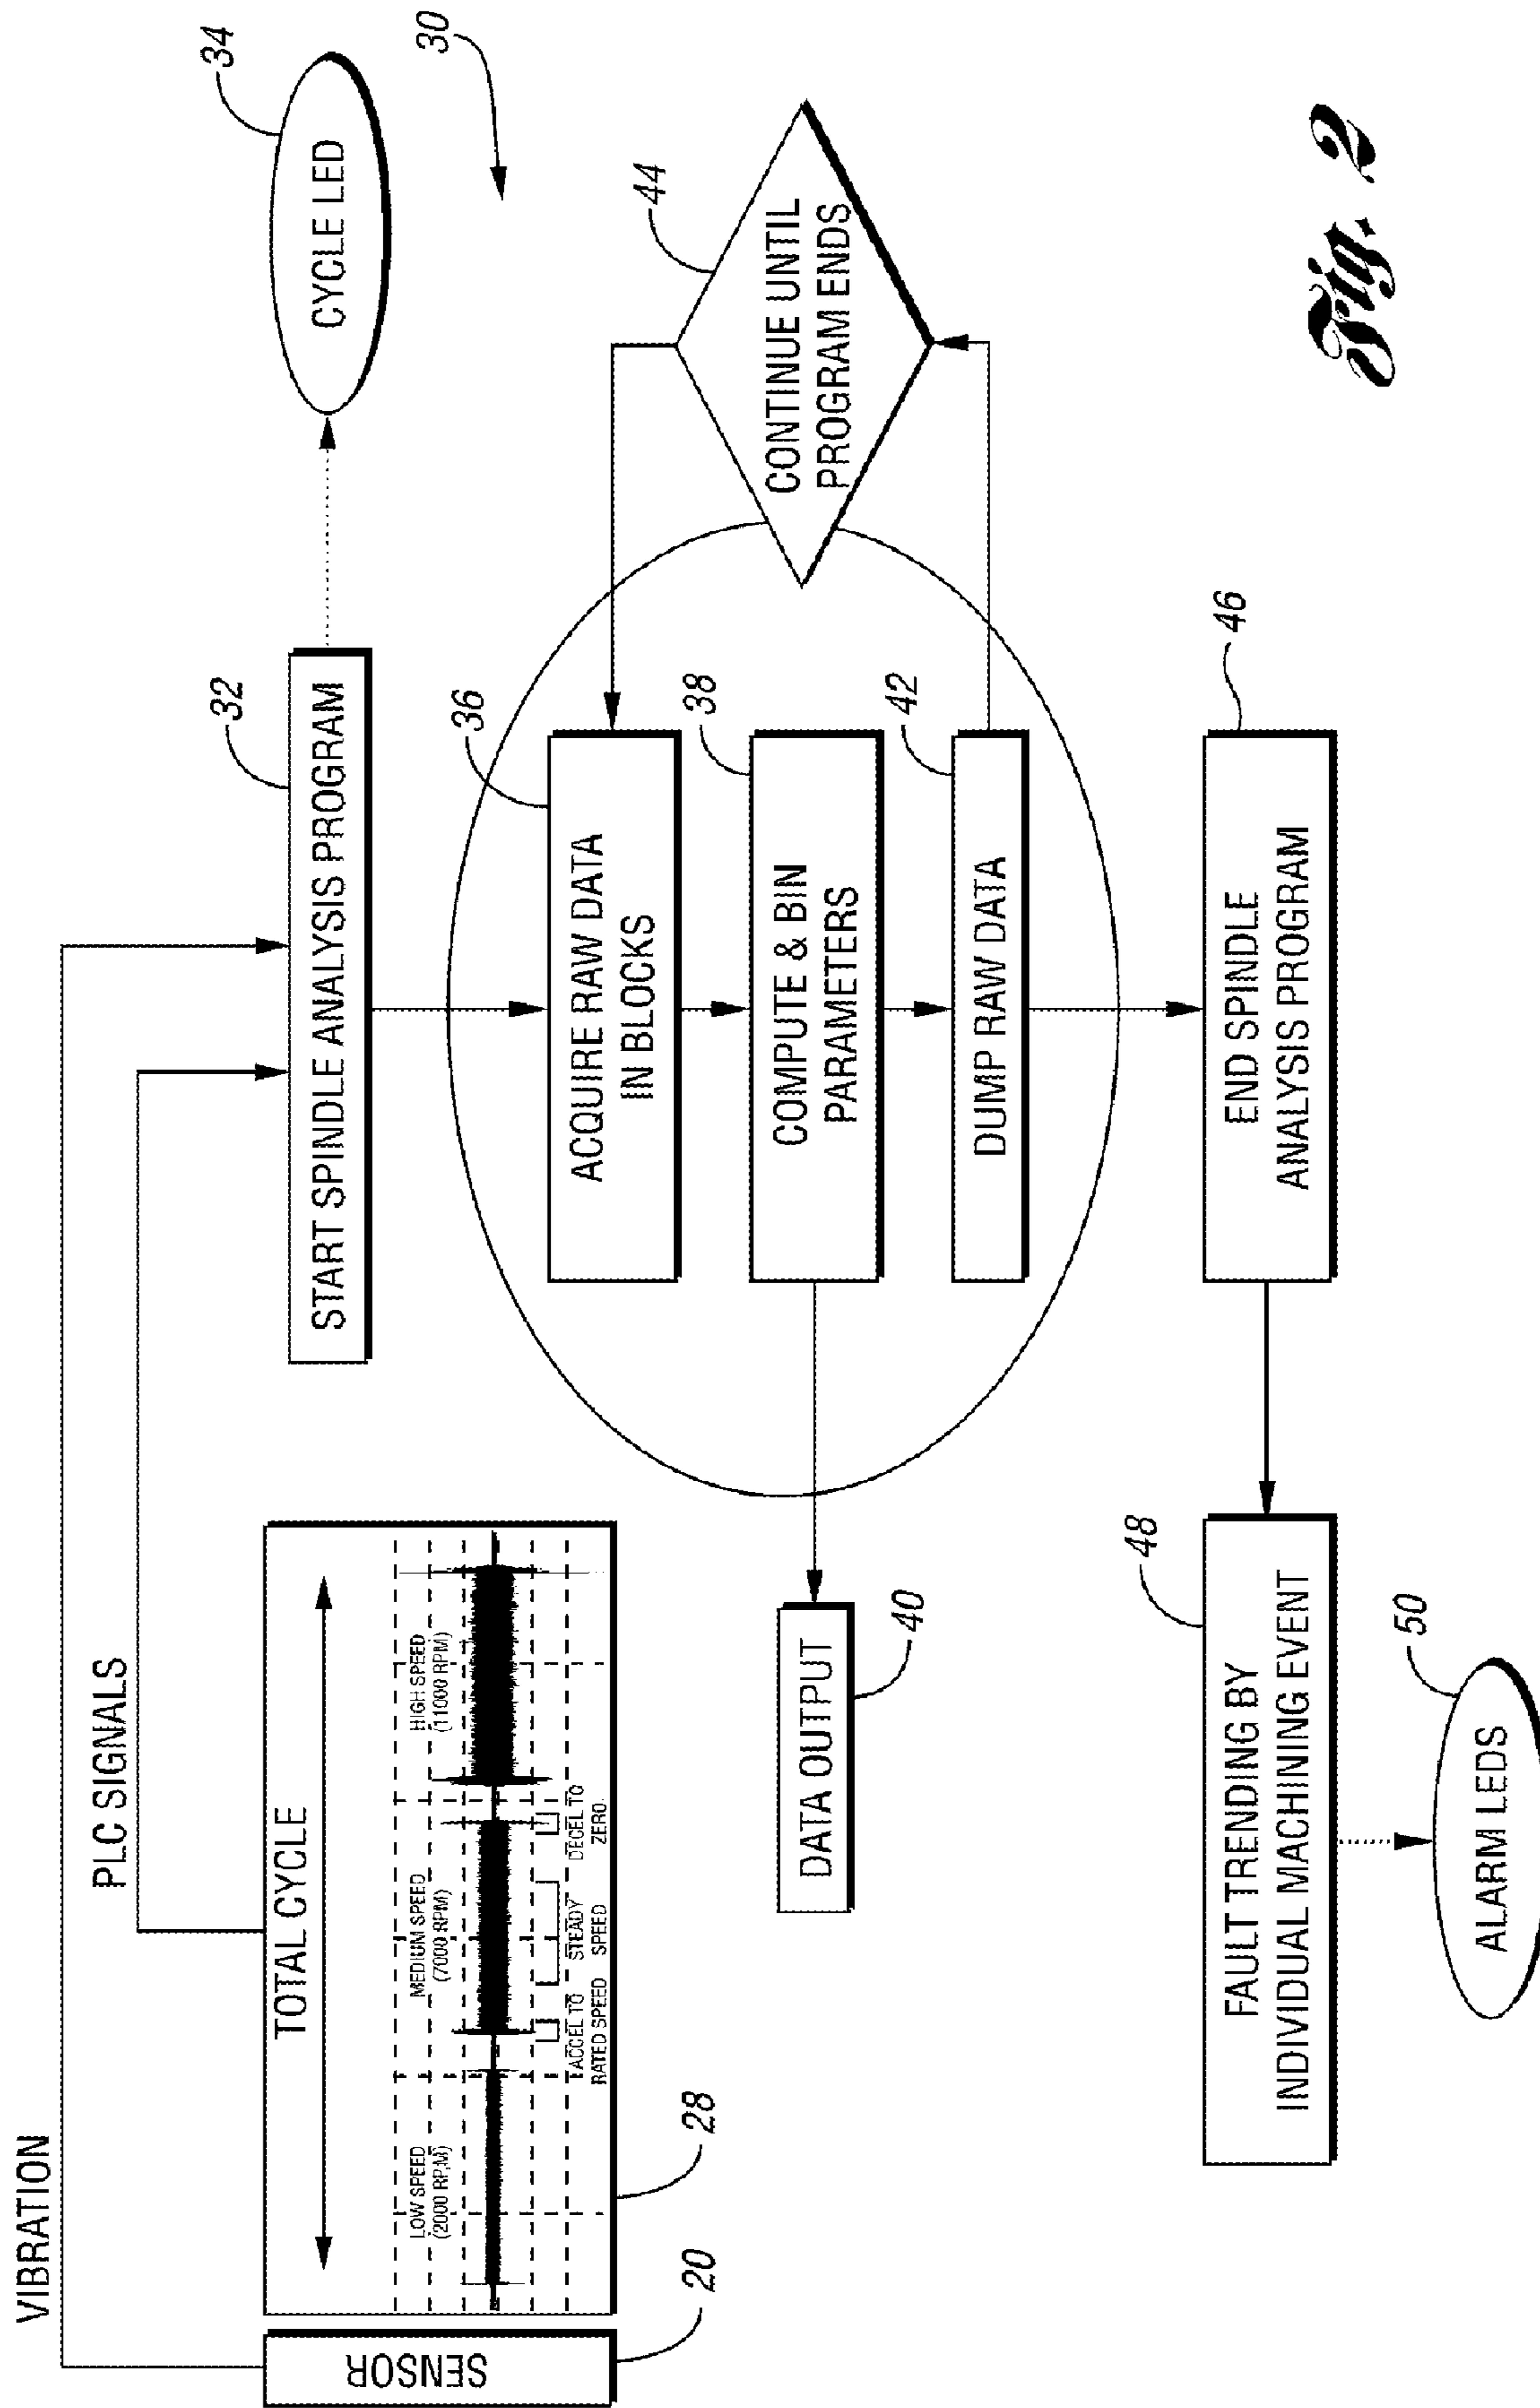 VIBRATION
PLC SIGNALS
SENSOR
20
TOTAL CYCLE
LOW SPEED
(2000 RPM)
MEDIUM SPEED
(7000 RPM)
HIGH SPEED
(11000 RPM)
ACCEL TO
RATED SPEED
STEADY
SPEED
DECEL TO
ZERO
28
START SPINDLE ANALYSIS PROGRAM
32
CYCLE LED
34
30
ACQUIRE RAW DATA
IN BLOCKS
36
COMPUTE & BIN
PARAMETERS
38
DATA OUTPUT
40
DUMP RAW DATA
42
CONTINUE UNTIL
PROGRAM ENDS
44
END SPINDLE
ANALYSIS PROGRAM
46
FAULT TRENDING BY
INDIVIDUAL MACHINING EVENT
48
ALARM LEDS
50
Fig. 2